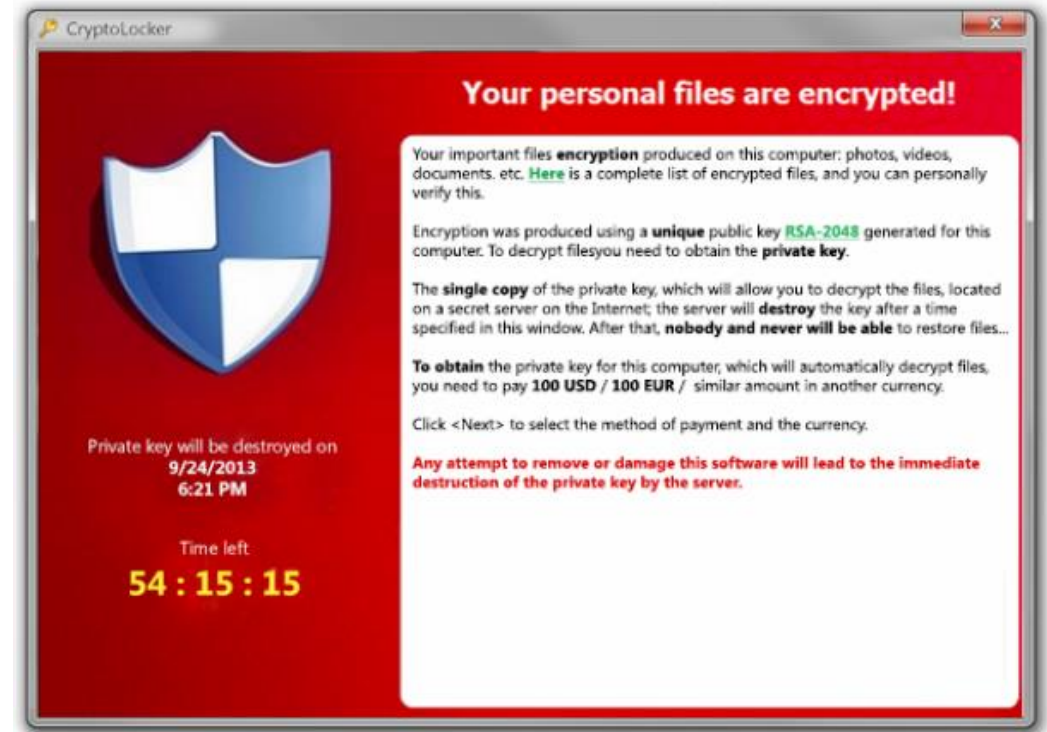 CryptoLocker
Your personal files are encrypted!
Your important files encryption produced on this computer: photos, videos,
documents. etc. Here is a complete list of encrypted files, and you can personally
verify this.
Encryption was produced using a unique public key RSA-2048 generated for this
computer. To decrypt filesyou need to obtain the private key.
The single copy of the private key, which will allow you to decrypt the files, located
on a secret server on the Internet; the server will destroy the key after a time
specified in this window. After that, nobody and never will be able to restore files...
To obtain the private key for this computer, which will automatically decrypt files,
you need to pay 100 USD / 100 EUR / similar amount in another currency.
Click <Next> to select the method of payment and the currency.
Any attempt to remove or damage this software will lead to the immediate
destruction of the private key by the server.
Private key will be destroyed on
9/24/2013
6:21 PM
Time left
54 : 15 : 15